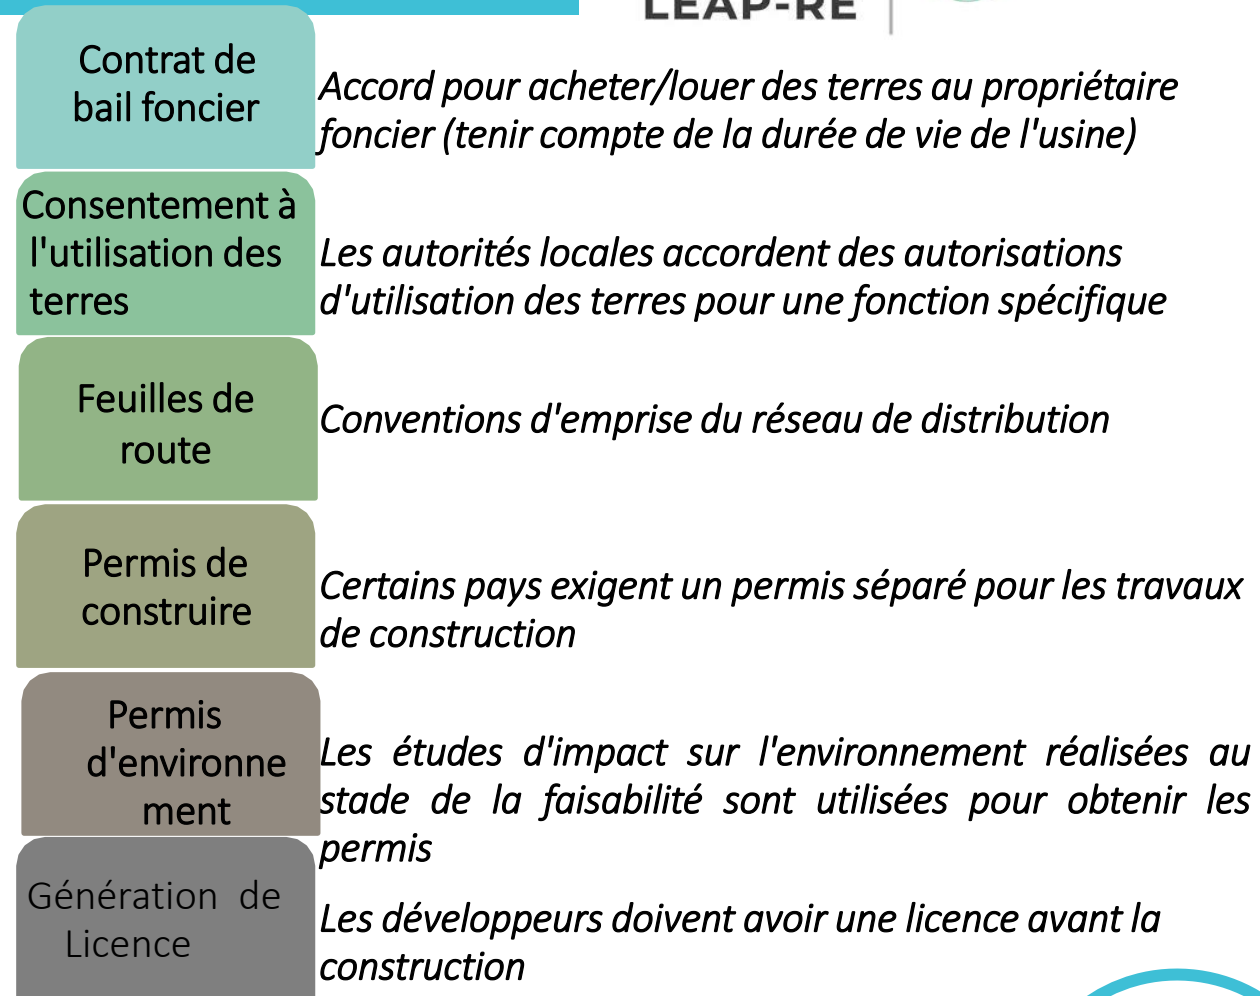 LEAP-RE
Contrat de
bail foncier
Accord pour acheter/louer des terres au propriétaire
foncier (tenir compte de la durée de vie de l'usine)
Consentement à
l'utilisation des
terres
Les autorités locales accordent des autorisations
d'utilisation des terres pour une fonction spécifique
Feuilles de
route
Conventions d'emprise du réseau de distribution
Permis de
construire
Certains pays exigent un permis séparé pour les travaux
de construction
Permis
d'environne
ment
Les études d'impact sur l'environnement réalisées au
stade de la faisabilité sont utilisées pour obtenir les
permis
Génération de
Licence
Les développeurs doivent avoir une licence avant la
construction